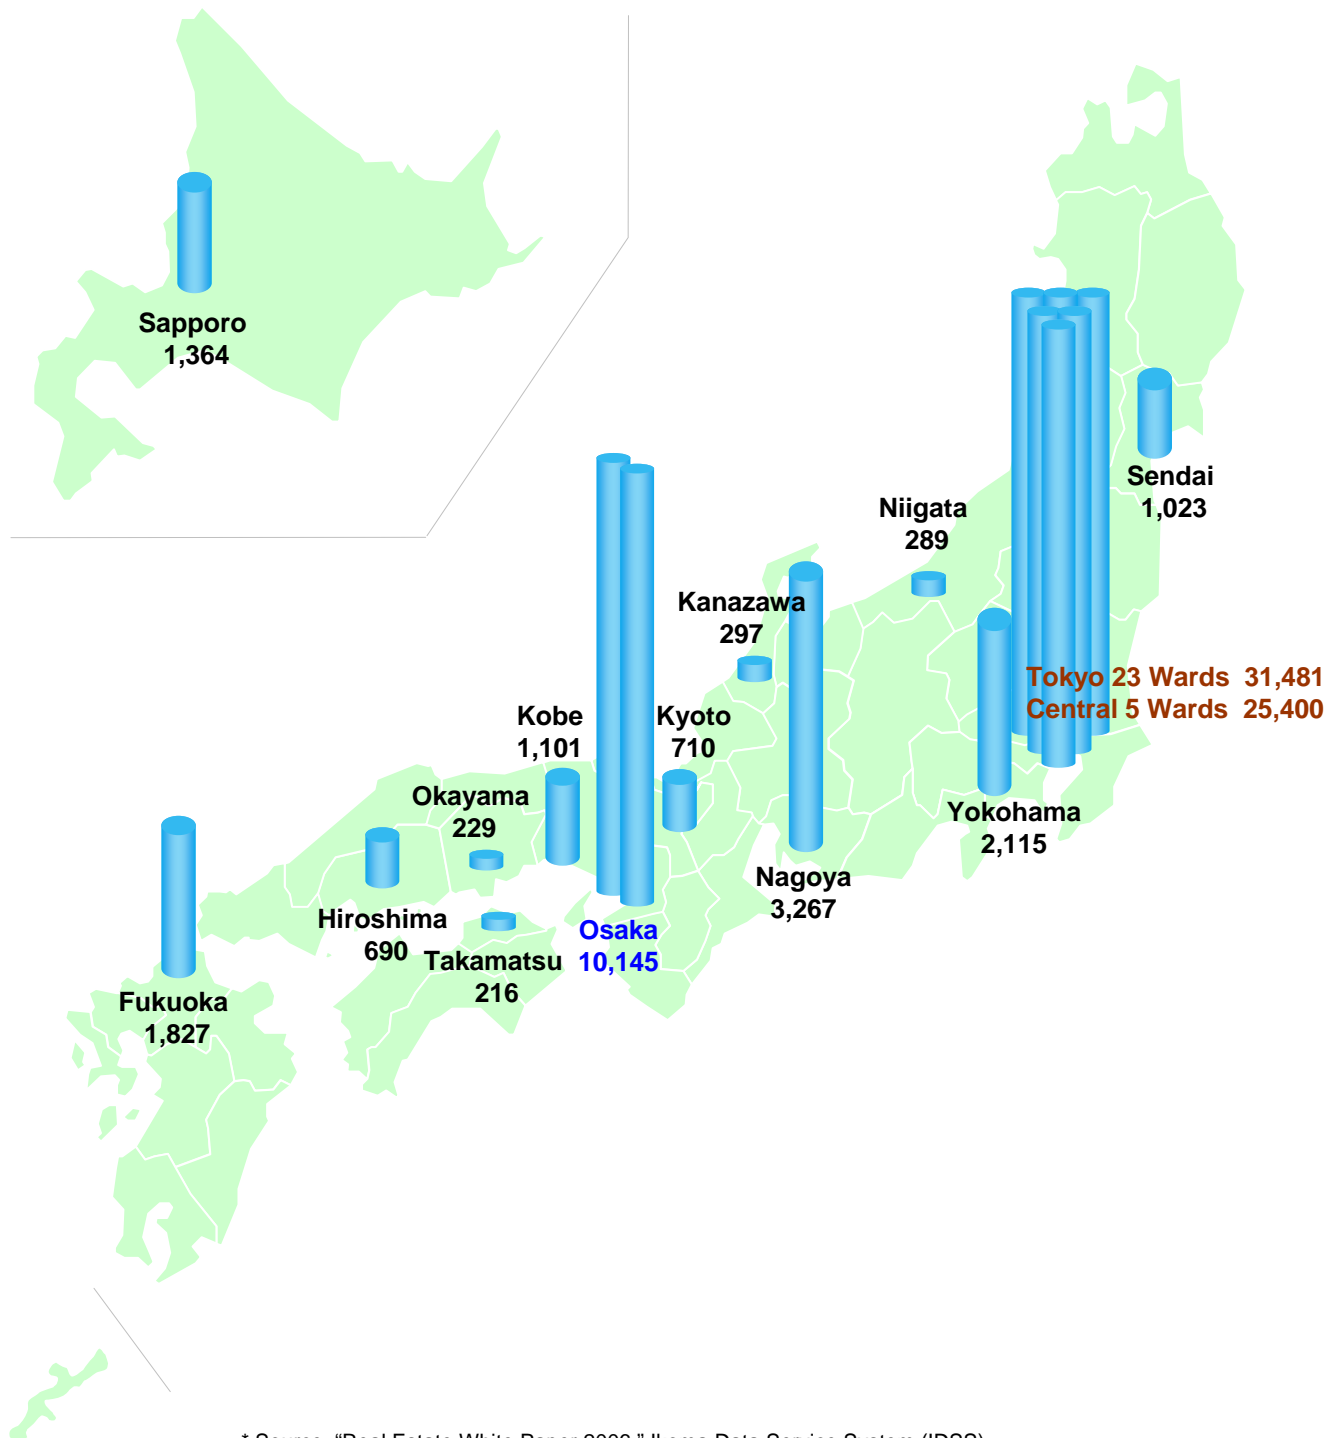 Sapporo
1,364
Sendai
1,023
Niigata
289
Kanazawa
297
Tokyo 23 Wards 31,481
Central 5 Wards 25,400
Kobe
1,101
Kyoto
710
Okayama
229
Yokohama
2,115
Nagoya
3,267
Hiroshima
690
Osaka
10,145
Takamatsu
216
Fukuoka
1,827